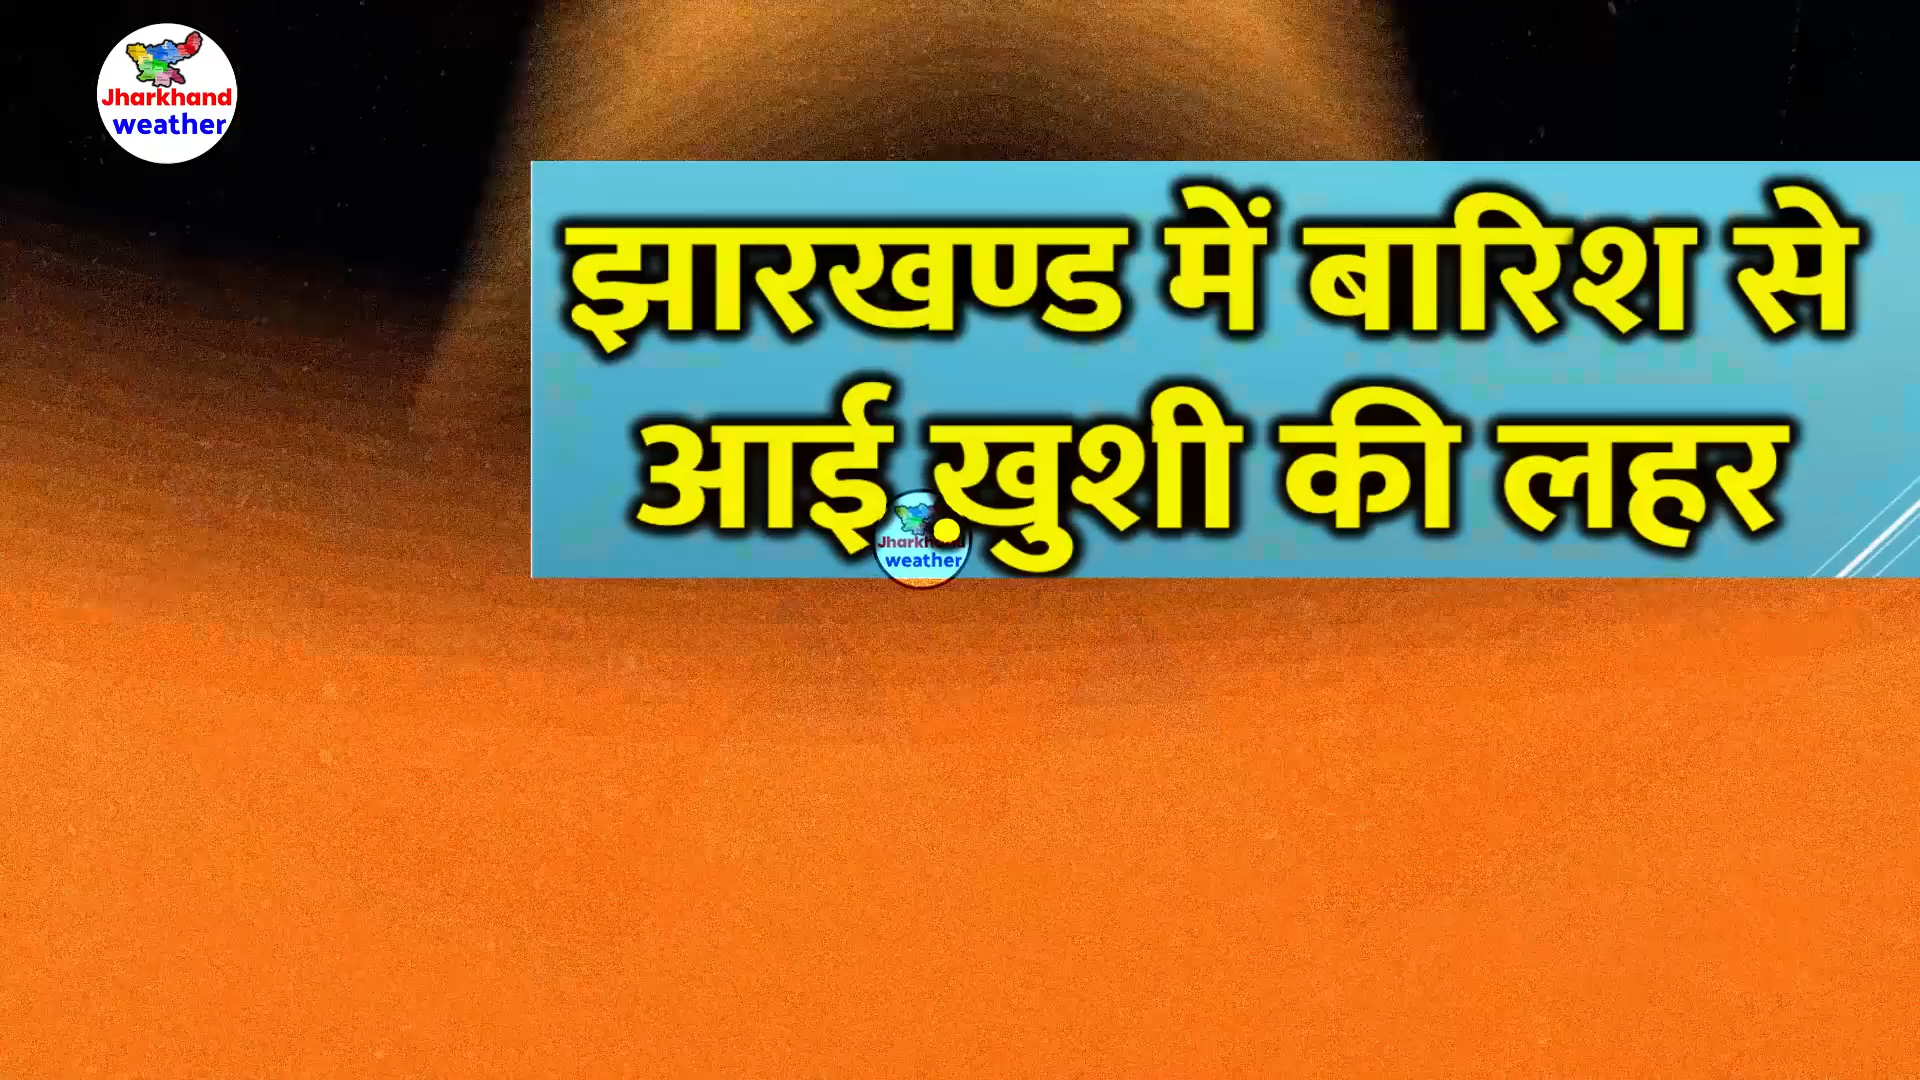 Jharkhand
weather
झारखण्ड में बारिश से
आई खुशी की लहर
Jharkhand
weather